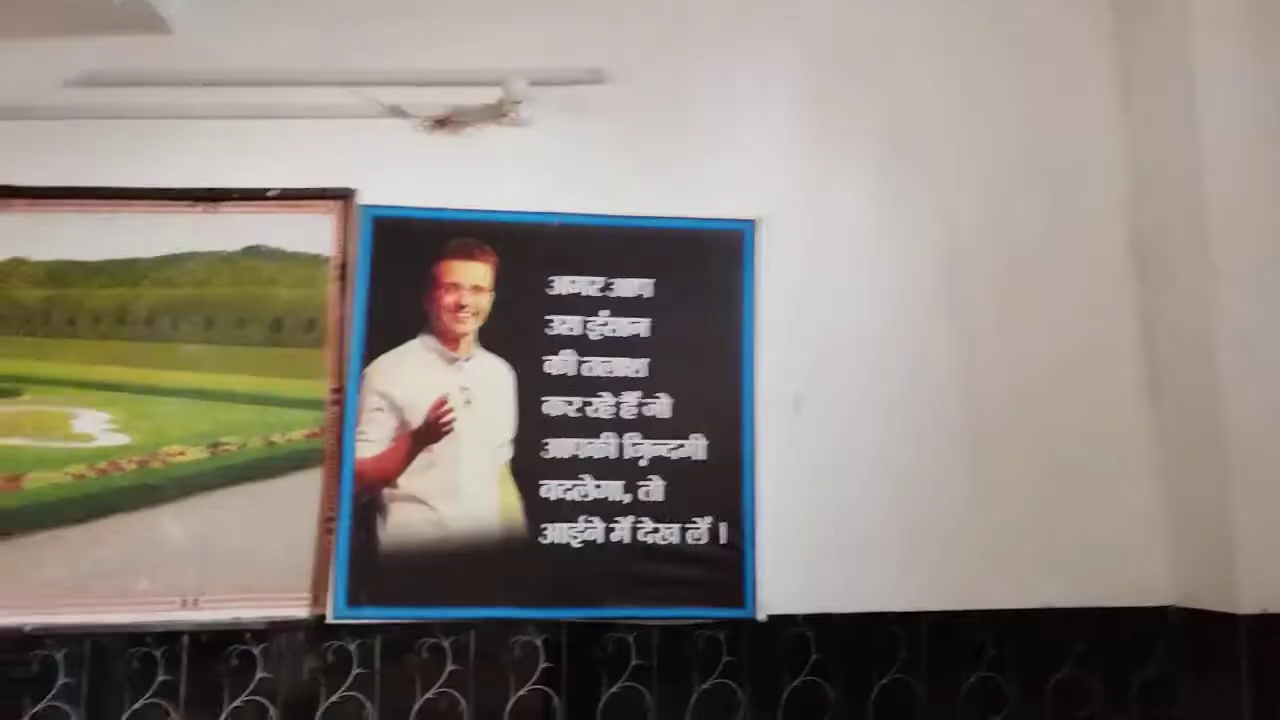 अगर आप
उस इंसान
की तलाश
कर रहे हैं जो
आपकी ज़िन्दगी
बदलेगा, तो
आईने में देख लें ।